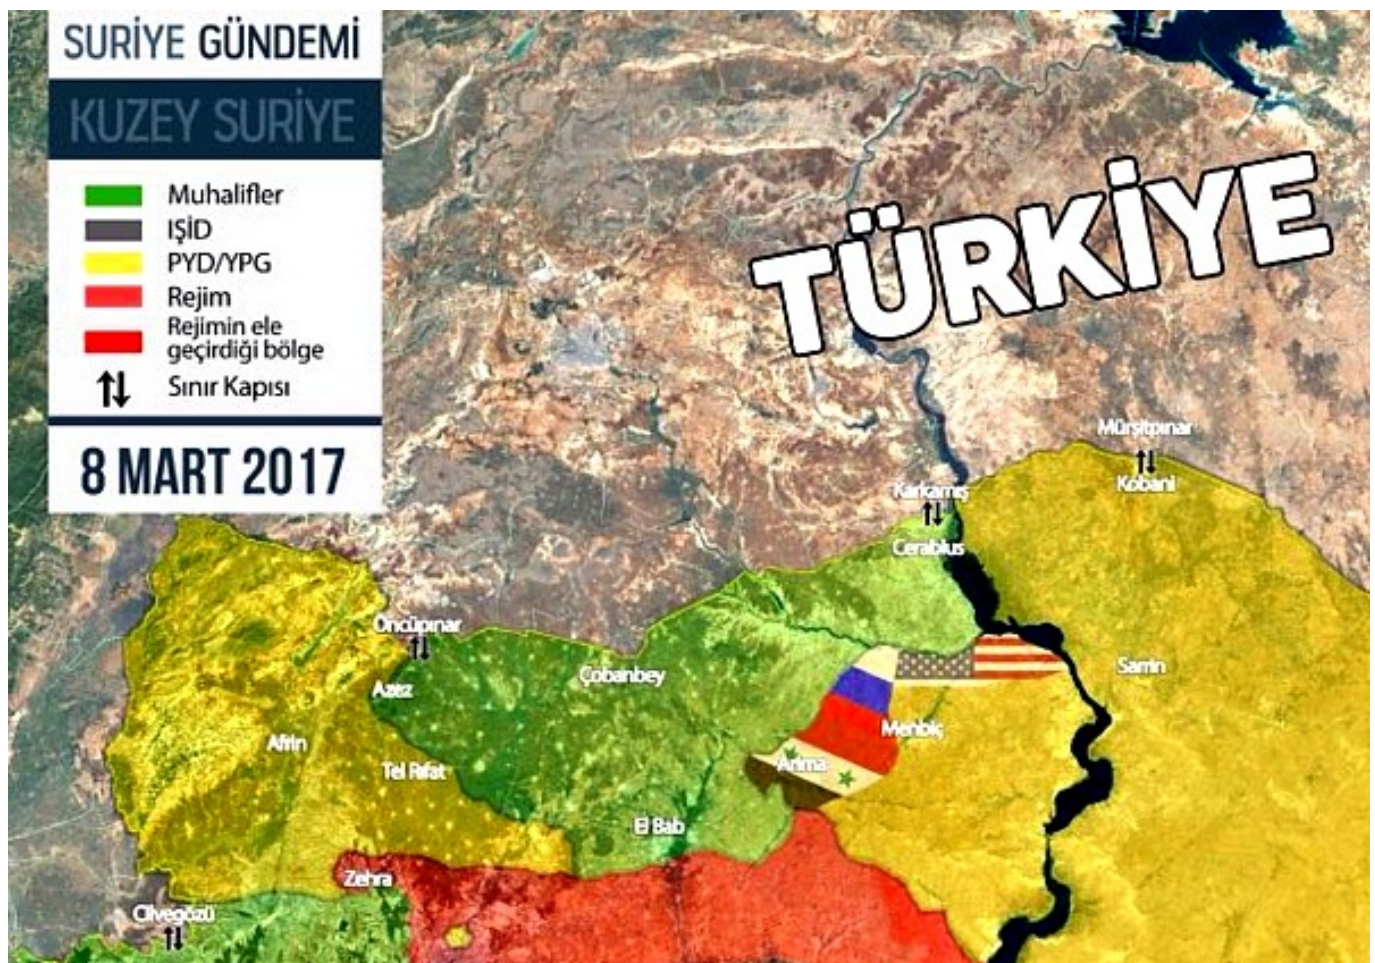 SURİYE GÜNDEMİ
KUZEY SURİYE
Muhalifler
IŞİD
PYD/YPG
Rejim
Rejimin ele
geçirdiği bölge
Sınır Kapısı
8 MART 2017
TÜRKİYE
Mürşitpınar
Kobani
Karkamış
Cerablus
Öncüpınar
Çobanbey
Sarrin
Azez
Menbiç
Afrin
Arima
Tel Rıfat
El Bab
Zehra
Cilvegözü